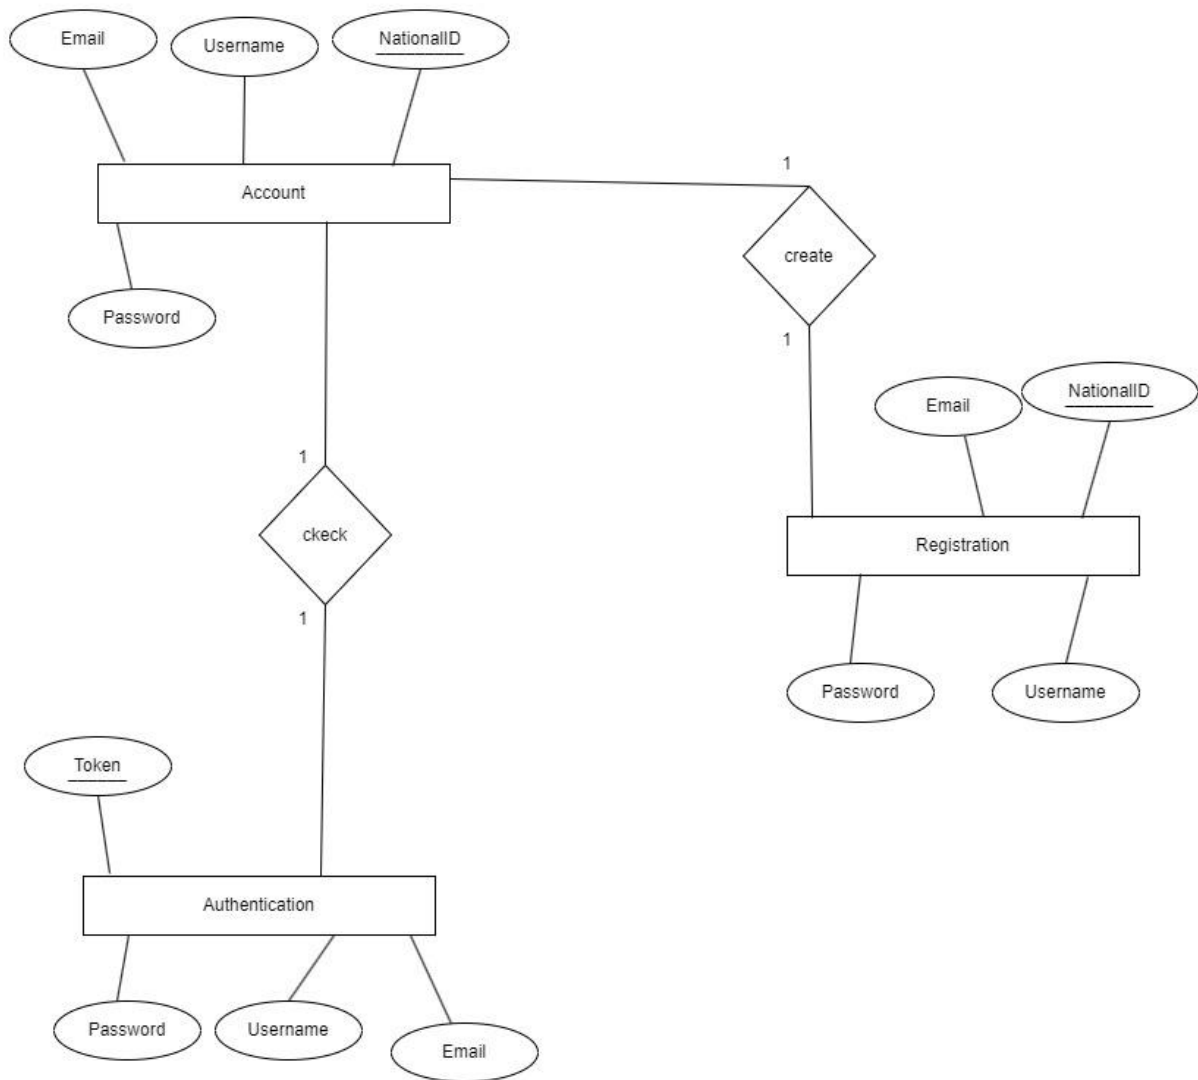 Email
Username
NationalID
Account
Password
1
create
1
Email
NationalID
Registration
Password
Username
1
ckeck
1
Token
Authentication
Password
Username
Email